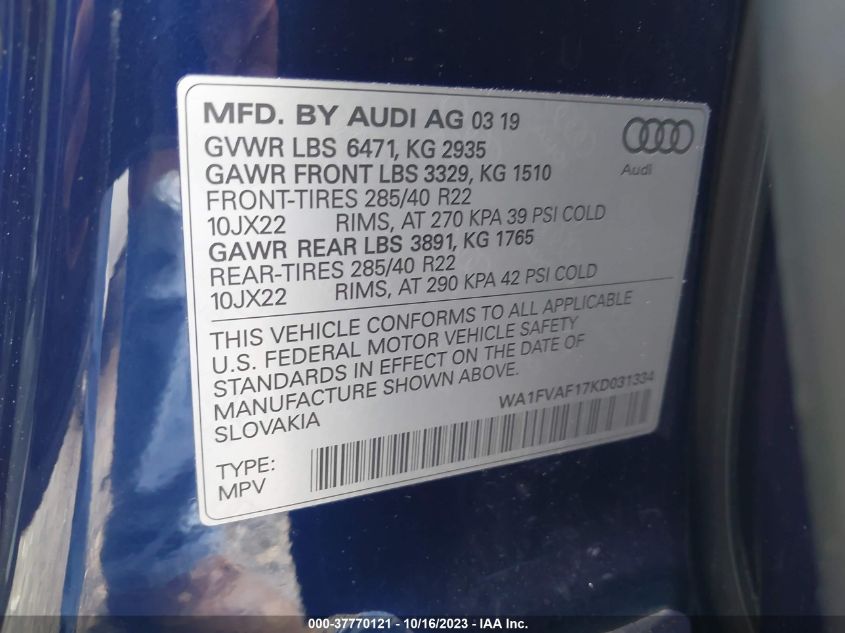 MFD. BY AUDI AG 03 19
GVWR LBS 6471, KG 2935
GAWR FRONT LBS 3329, KG 1510
FRONT-TIRES 285/40 R22
10JX22 RIMS, AT 270 KPA 39 PSI COLD
GAWR REAR LBS 3891, KG 1765
REAR-TIRES 285/40 R22
10JX22 RIMS, AT 290 KPA 42 PSI COLD
Audi
THIS VEHICLE CONFORMS TO ALL APPLICABLE
U.S. FEDERAL MOTOR VEHICLE SAFETY
STANDARDS IN EFFECT ON THE DATE OF
MANUFACTURE SHOWN ABOVE.
SLOVAKIA
WA1FVAF17KD031334
TYPE:
MPV
000-37770121 - 10/16/2023 - IAA Inc.